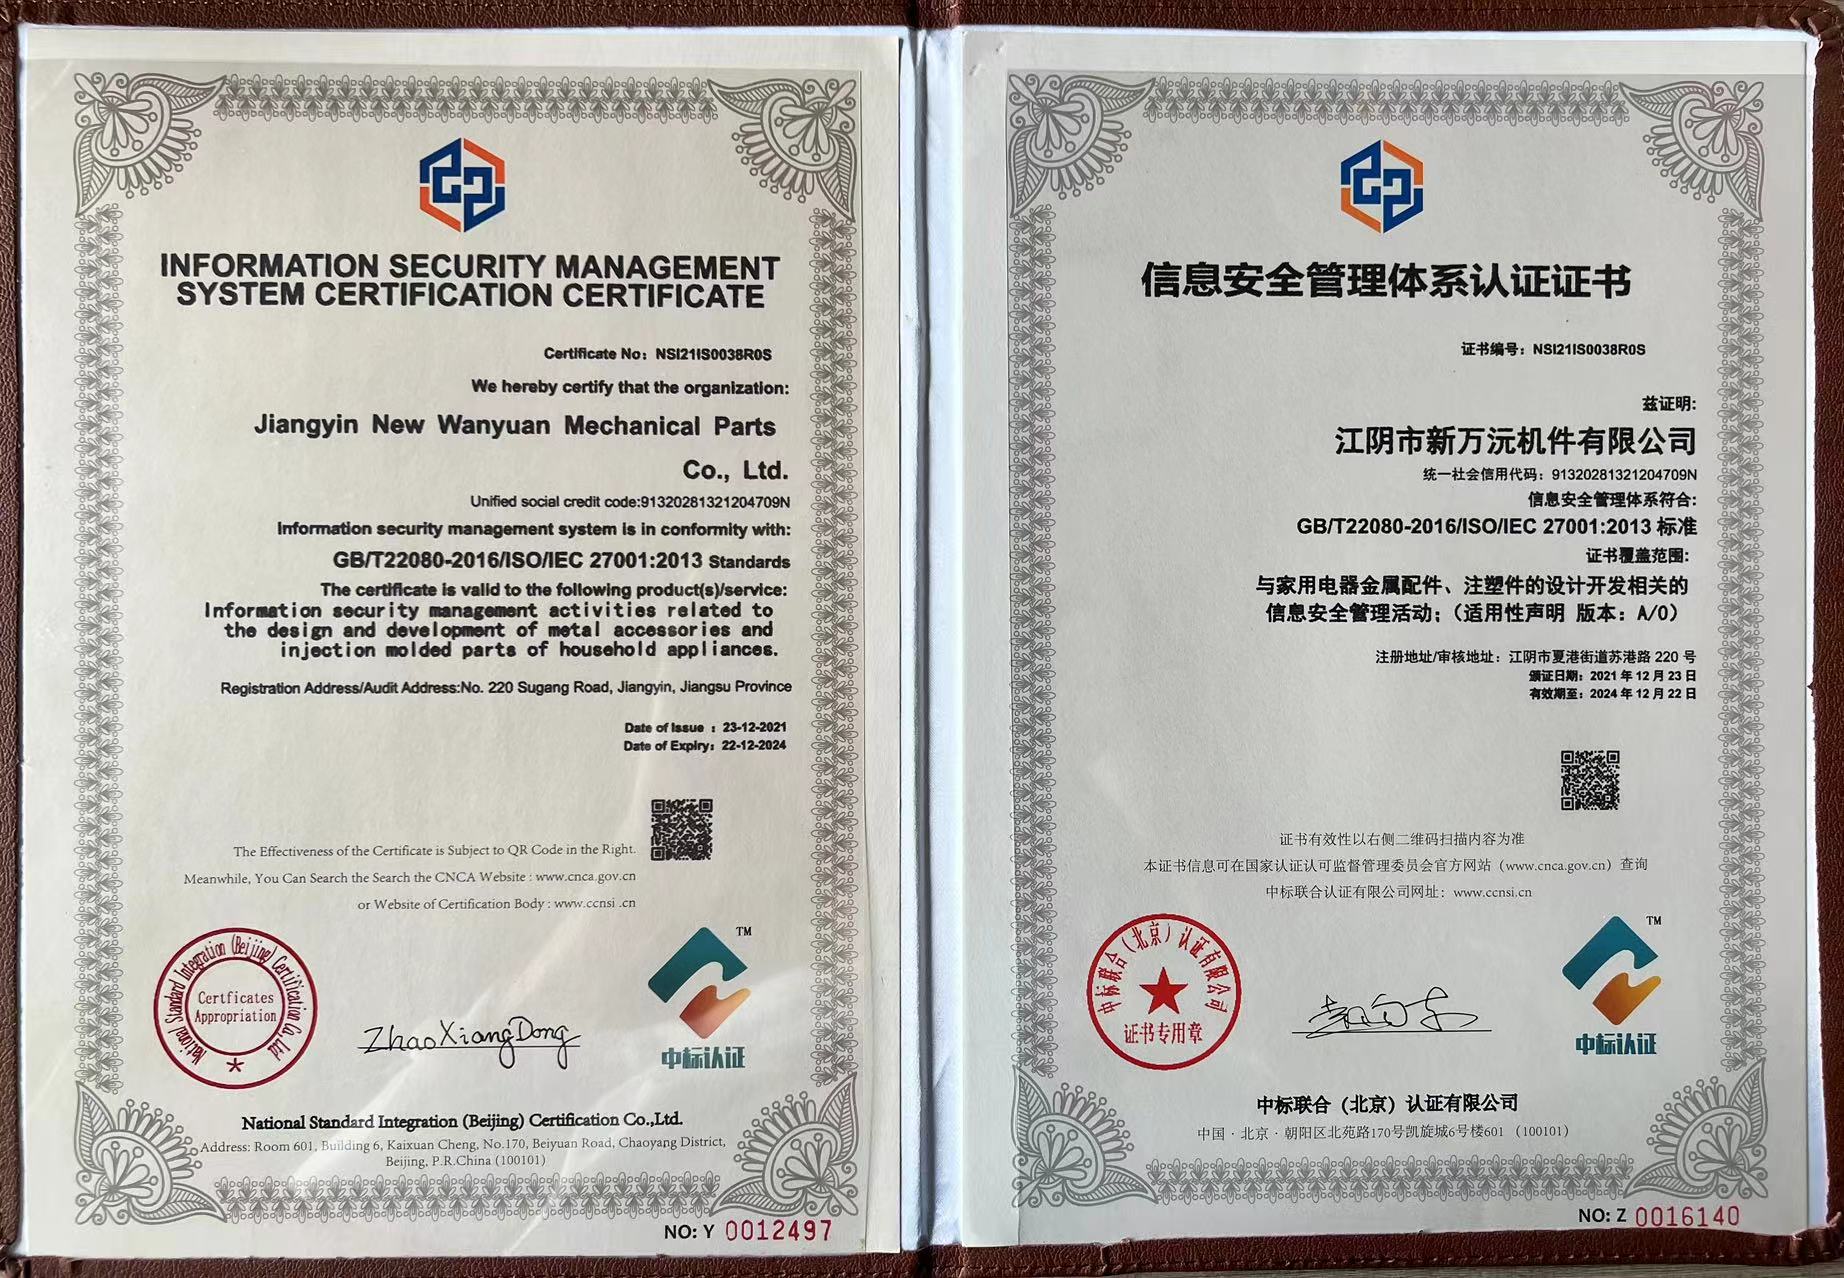 INFORMATION SECURITY MANAGEMENT
SYSTEM CERTIFICATION CERTIFICATE
Certificate No：NSI21IS0038R0S
We hereby certify that the organization:
Jiangyin New Wanyuan Mechanical Parts
Co., Ltd.
Unified social credit code:91320281321204709N
Information security management system is in conformity with:
GB/T22080-2016/ISO/IEC 27001:2013 Standards
The certificate is valid to the following product(s)/service:
Information security management activities related to
the design and development of metal accessories and
injection molded parts of household appliances.
Registration Address/Audit Address:No. 220 Sugang Road, Jiangyin, Jiangsu Province
Date of Issue ：23-12-2021
Date of Expiry：22-12-2024
The Effectiveness of the Certificate is Subject to QR Code in the Right.
Meanwhile, You Can Search the Search the CNCA Website : www.cnca.gov.cn
or Website of Certification Body : www.ccnsi .cn
National Standard Integration (Beijing) Certification Co.,Ltd
Certficates
Appropriation
ZhaoXiangDong
TM
中标认证
National Standard Integration (Beijing) Certification Co.,Ltd.
Address: Room 601, Building 6, Kaixuan Cheng, No.170, Beiyuan Road, Chaoyang District,
Beijing, P.R.China (100101)
NO: Y 0012497
信息安全管理体系认证证书
证书编号：NSI21IS0038R0S
兹证明:
江阴市新万沅机件有限公司
统一社会信用代码：91320281321204709N
信息安全管理体系符合:
GB/T22080-2016/ISO/IEC 27001:2013 标准
证书覆盖范围:
与家用电器金属配件、注塑件的设计开发相关的
信息安全管理活动；（适用性声明 版本：A/0）
注册地址/审核地址：江阴市夏港街道苏港路 220 号
颁证日期：2021 年 12 月 23 日
有效期至：2024 年 12 月 22 日
证书有效性以右侧二维码扫描内容为准
本证书信息可在国家认证认可监督管理委员会官方网站（www.cnca.gov.cn）查询
中标联合认证有限公司网址：www.ccnsi.cn
中标联合（北京）认证有限公司
证书专用章
TM
中标认证
中标联合（北京）认证有限公司
中国 · 北京 · 朝阳区北苑路170号凯旋城6号楼601 （100101）
NO: Z 0016140